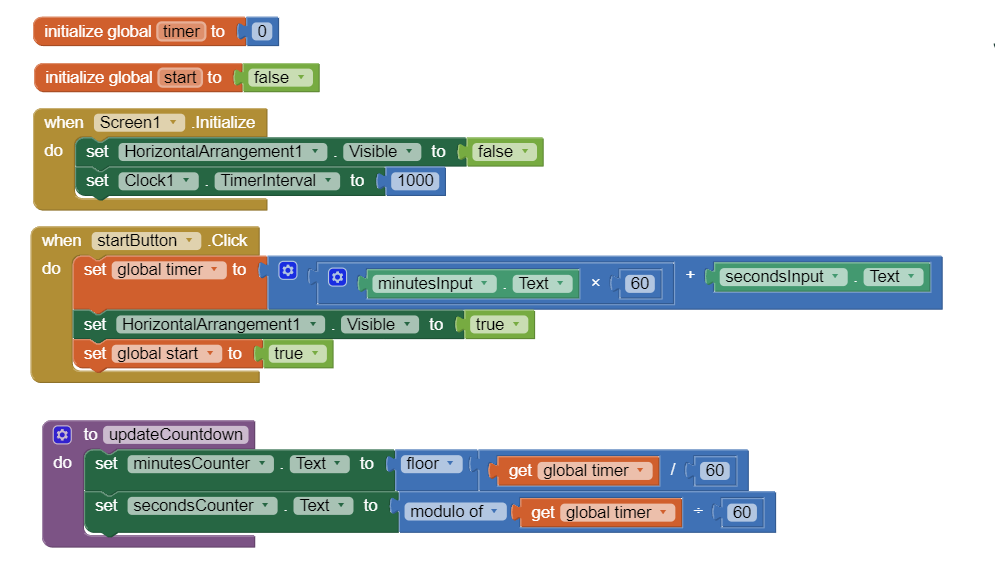 initialize global timer to 0
initialize global start to false
when Screen1 .Initialize
do set HorizontalArrangement1 . Visible to false
set Clock1 . TimerInterval to 1000
when startButton .Click
do set global timer to minutesInput . Text × 60 + secondsInput . Text
set HorizontalArrangement1 . Visible to true
set global start to true
to updateCountdown
do set minutesCounter . Text to floor get global timer / 60
set secondsCounter . Text to modulo of get global timer ÷ 60